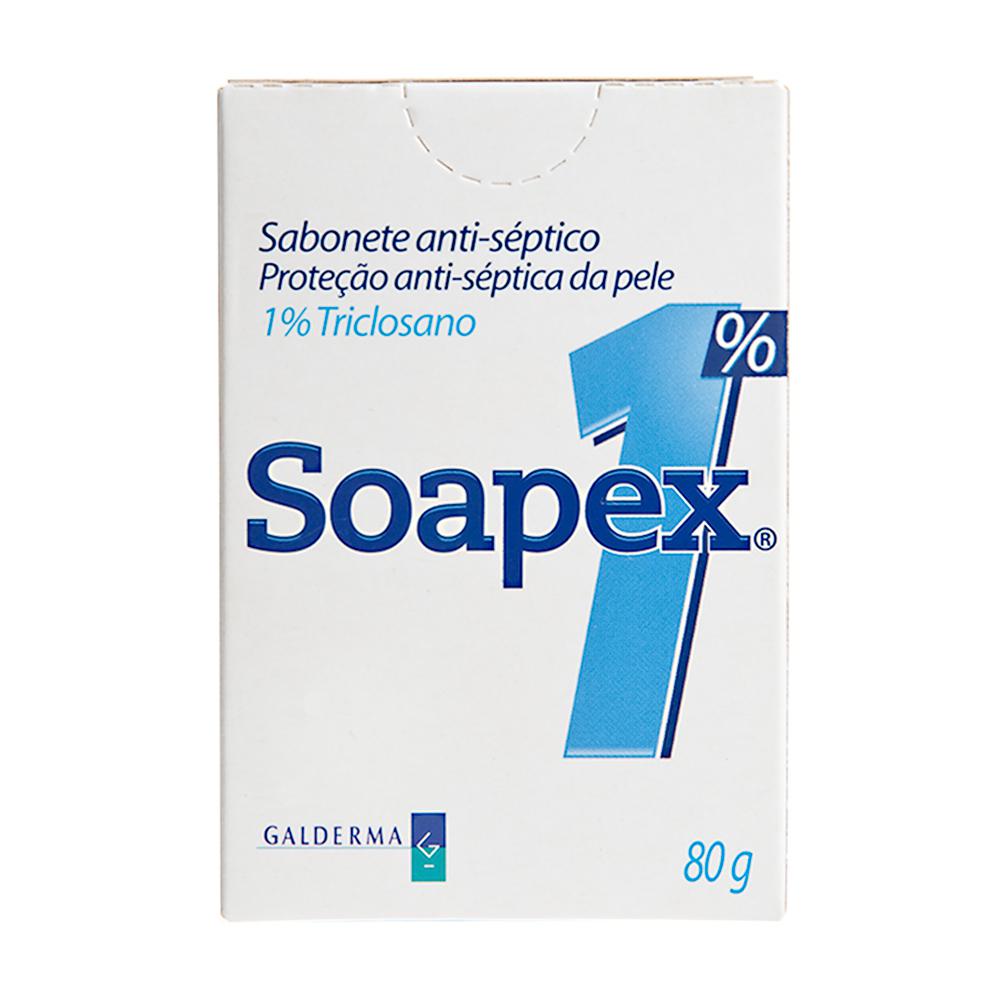 Sabonete anti-séptico
Proteção anti-séptica da pele
1% Triclosano
1%
Soapex®
GALDERMA G
80 g